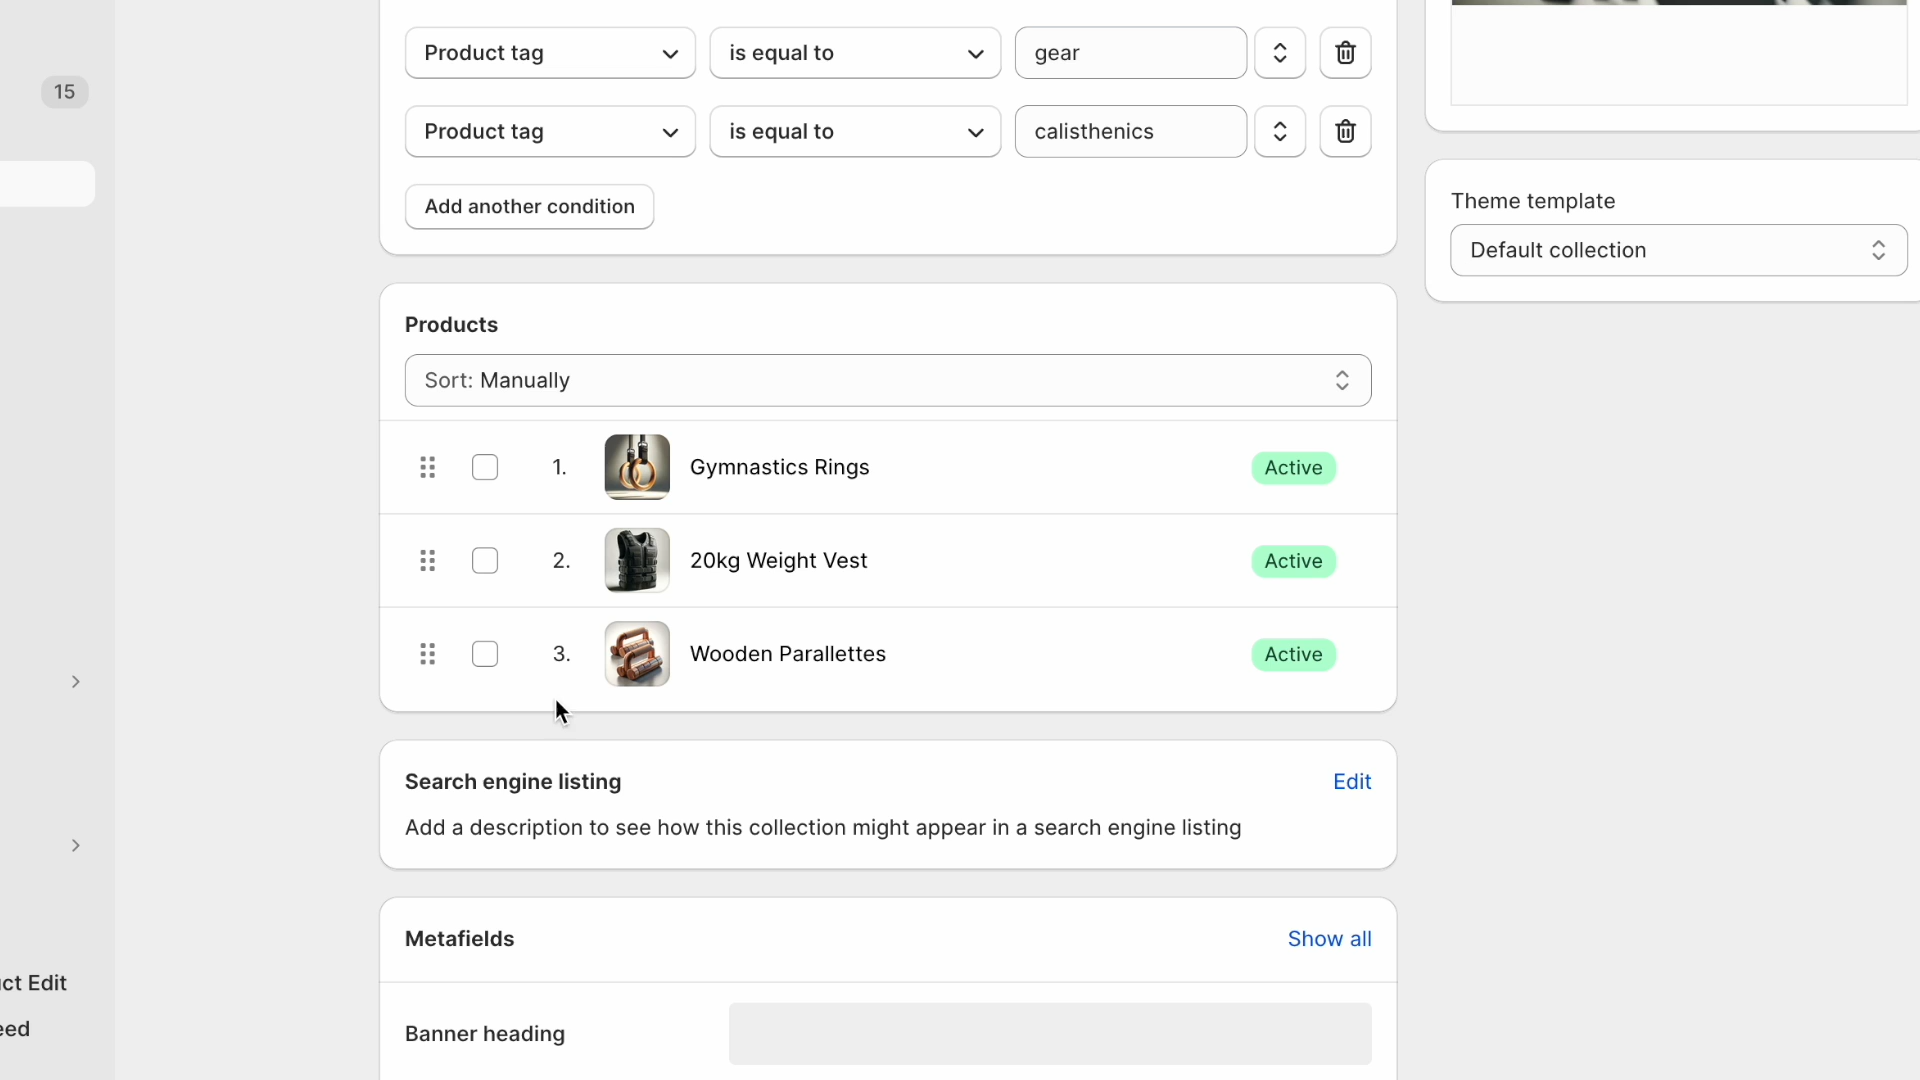 15
Product tag is equal to gear
Product tag is equal to calisthenics
Add another condition
Theme template
Default collection
Products
Sort: Manually
1. Gymnastics Rings Active
2. 20kg Weight Vest Active
3. Wooden Parallettes Active
Search engine listing Edit
Add a description to see how this collection might appear in a search engine listing
Metafields Show all
ct Edit
eed
Banner heading